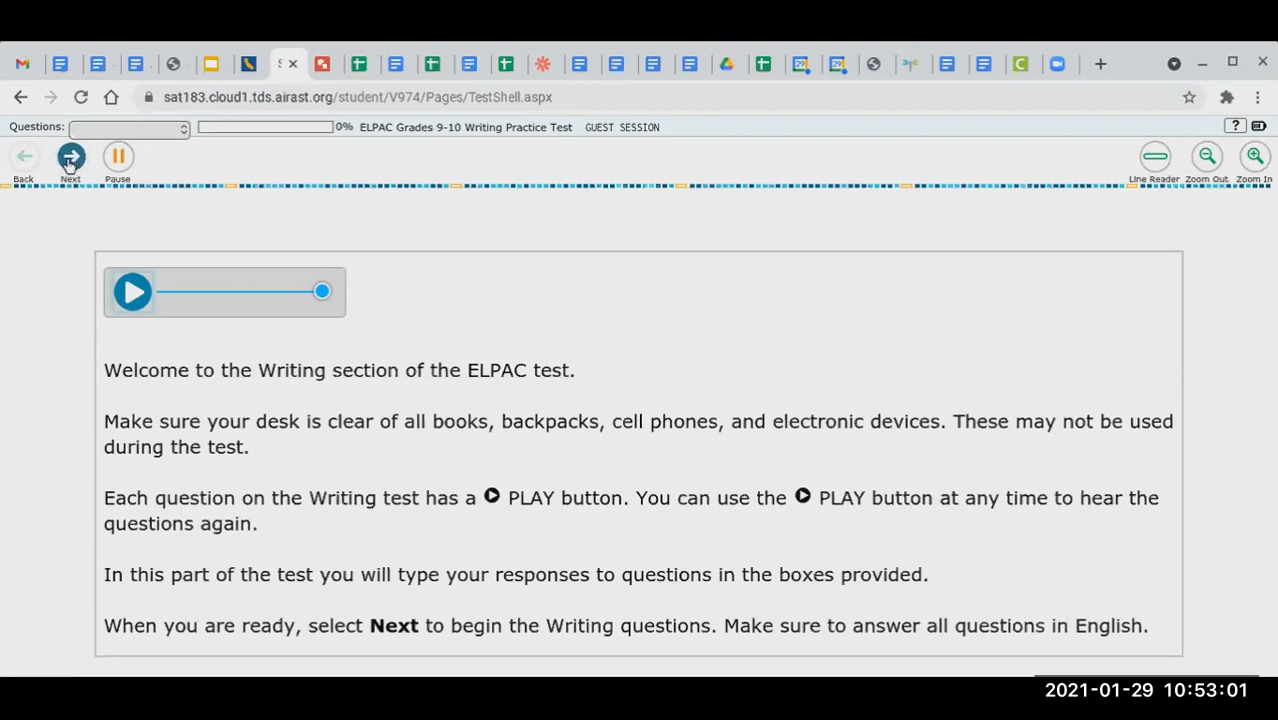 sat183.cloud1.tds.airast.org/student/V974/Pages/TestShell.aspx
Questions: 0% ELPAC Grades 9-10 Writing Practice Test GUEST SESSION ?
Back Next Pause Line Reader Zoom Out Zoom In
Welcome to the Writing section of the ELPAC test.
Make sure your desk is clear of all books, backpacks, cell phones, and electronic devices. These may not be used
during the test.
Each question on the Writing test has a PLAY button. You can use the PLAY button at any time to hear the
questions again.
In this part of the test you will type your responses to questions in the boxes provided.
When you are ready, select Next to begin the Writing questions. Make sure to answer all questions in English.
2021-01-29 10:53:01